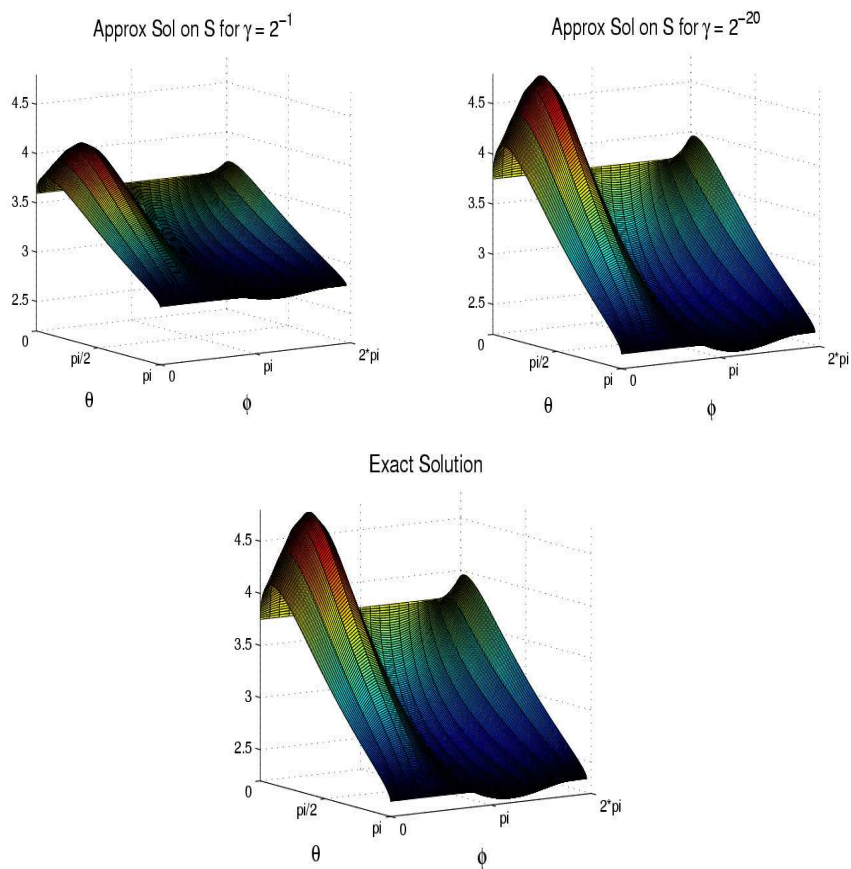 Approx Sol on S for γ = 2⁻¹
4.5
4
3.5
3
2.5
0
pi/2
pi
0
pi
2*pi
θ
ϕ
Approx Sol on S for γ = 2⁻²⁰
4.5
4
3.5
3
2.5
0
pi/2
pi
0
pi
2*pi
θ
ϕ
Exact Solution
4.5
4
3.5
3
2.5
0
pi/2
pi
0
pi
2*pi
θ
ϕ